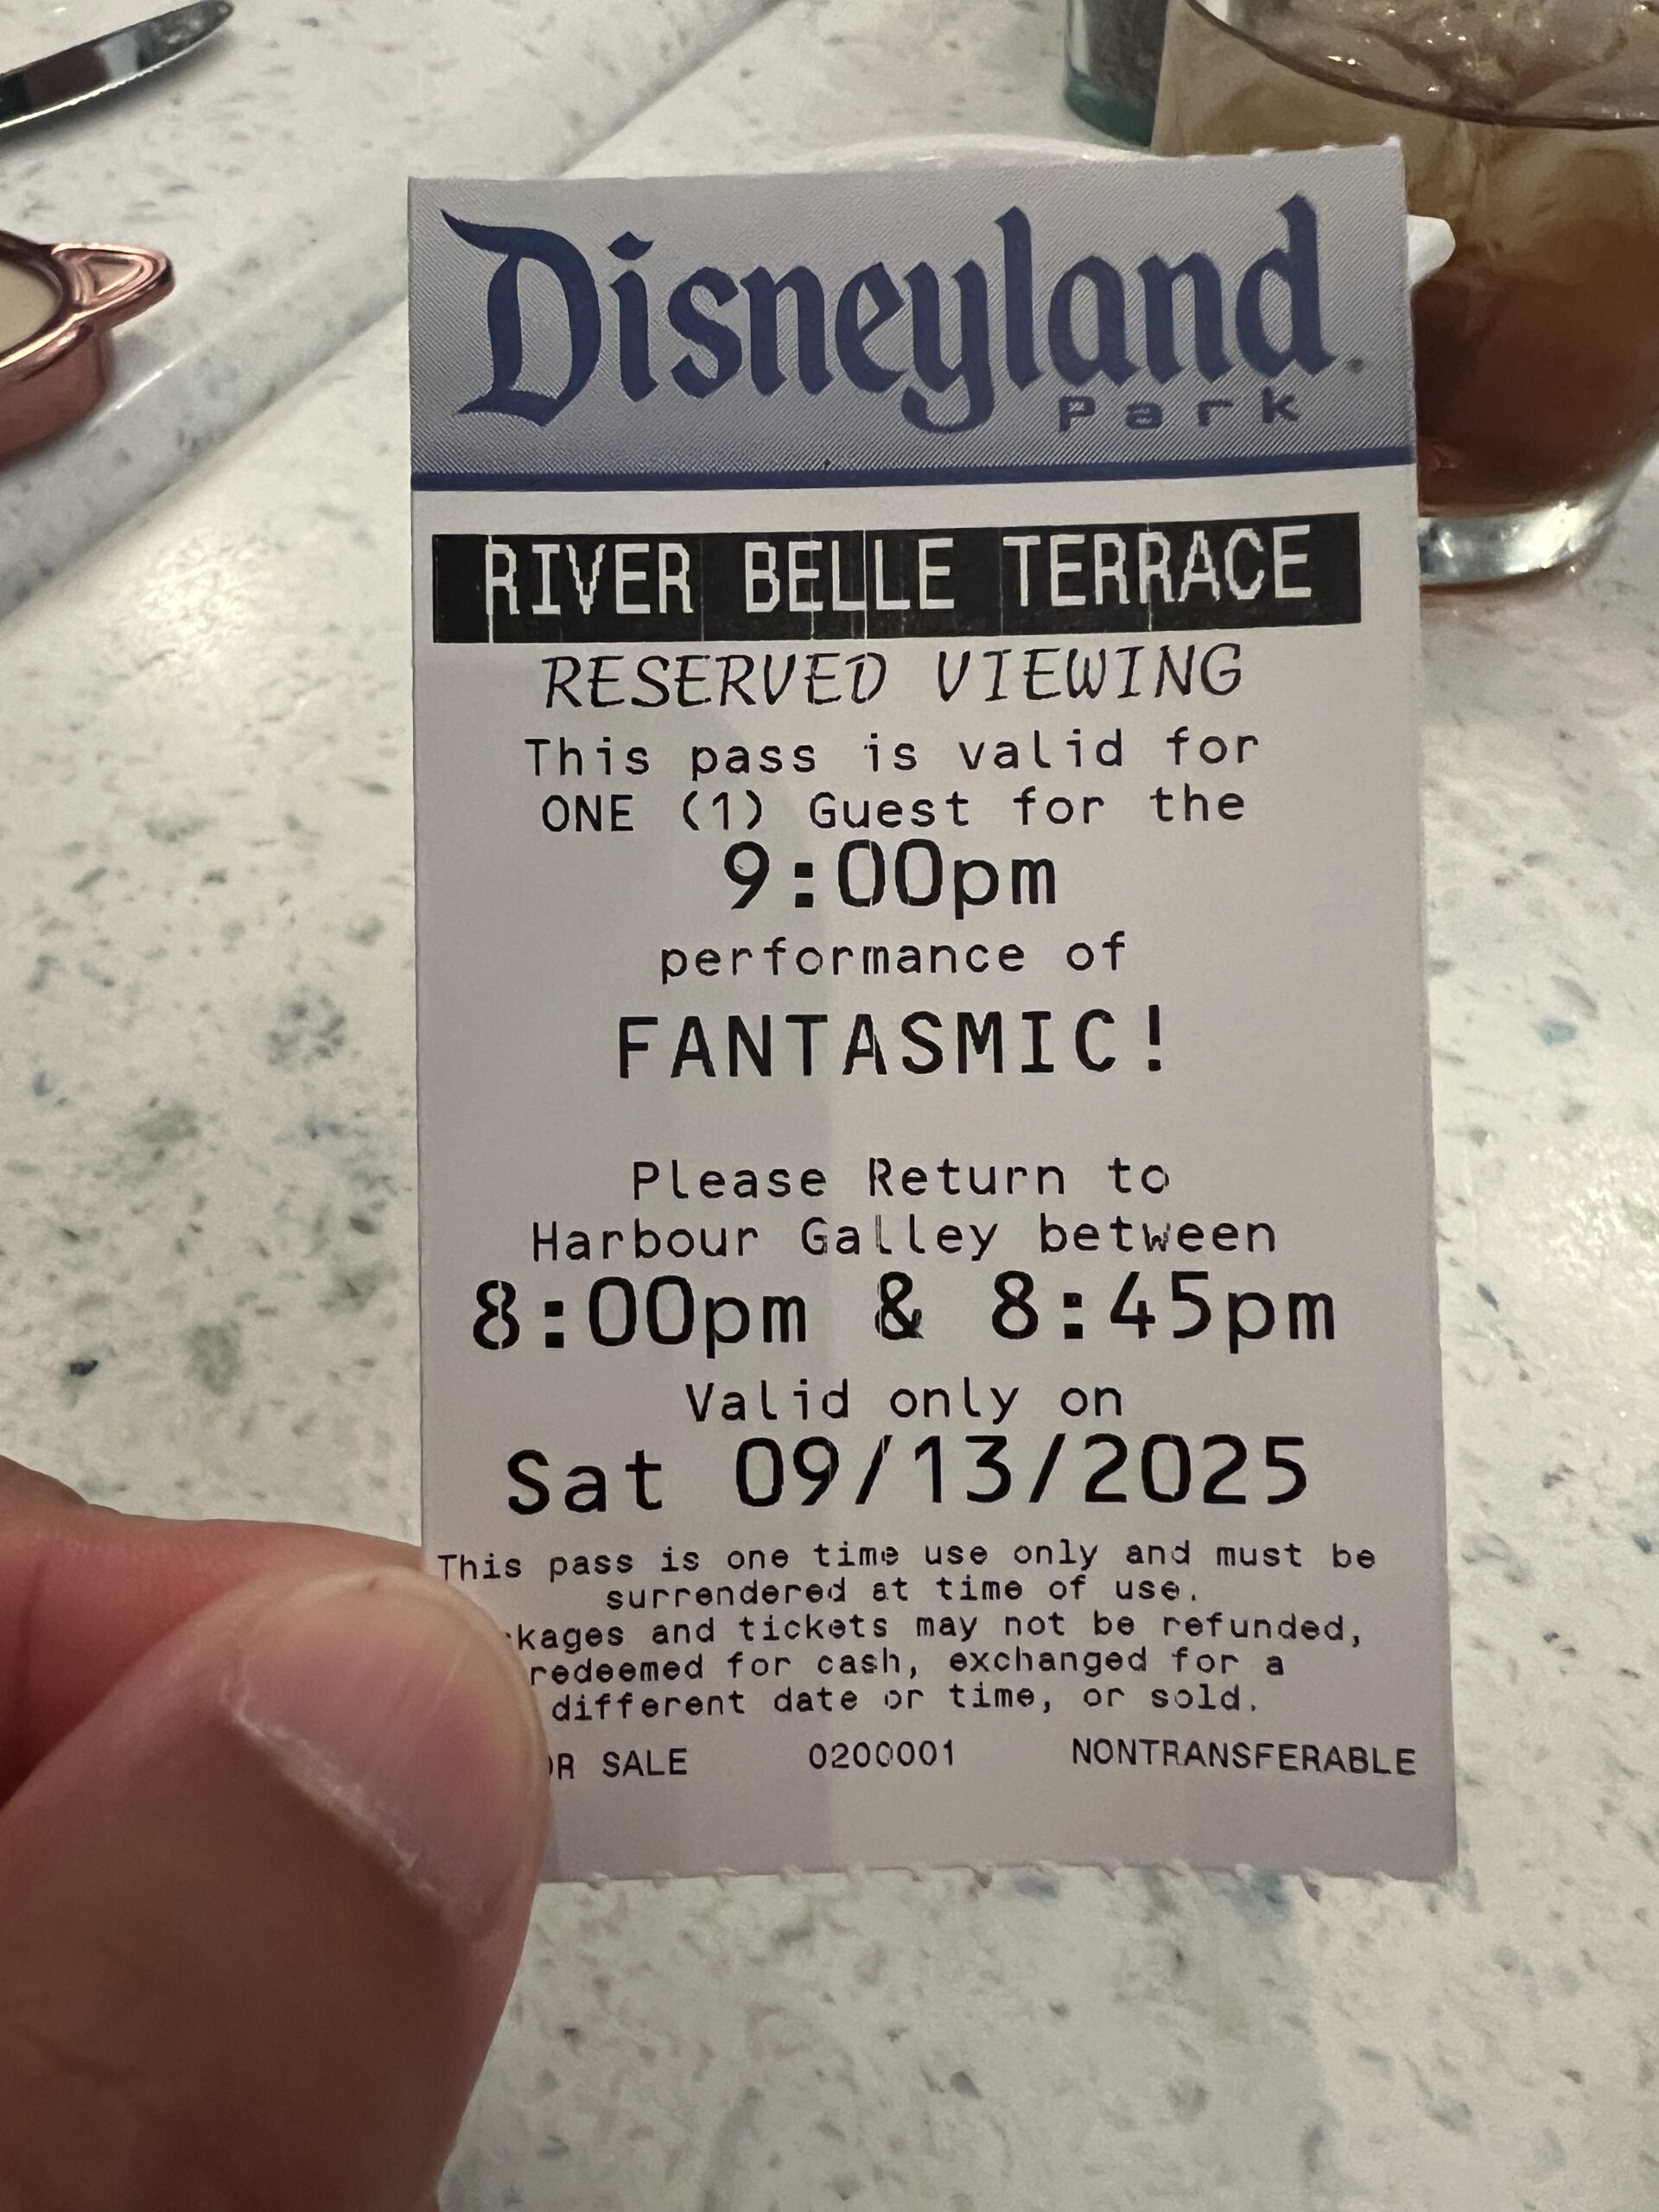 Disneyland
Park
RIVER BELLE TERRACE
RESERVED VIEWING
This pass is valid for
ONE (1) Guest for the
9:00pm
performance of
FANTASMIC!
Please Return to
Harbour Galley between
8:00pm & 8:45pm
Valid only on
Sat 09/13/2025
This pass is one time use only and must be
surrendered at time of use.
and tickets may not be refunded,
redeemed for cash, exchanged for a
different date or time, or sold.
SALE 0200001 NONTRANSFERABLE